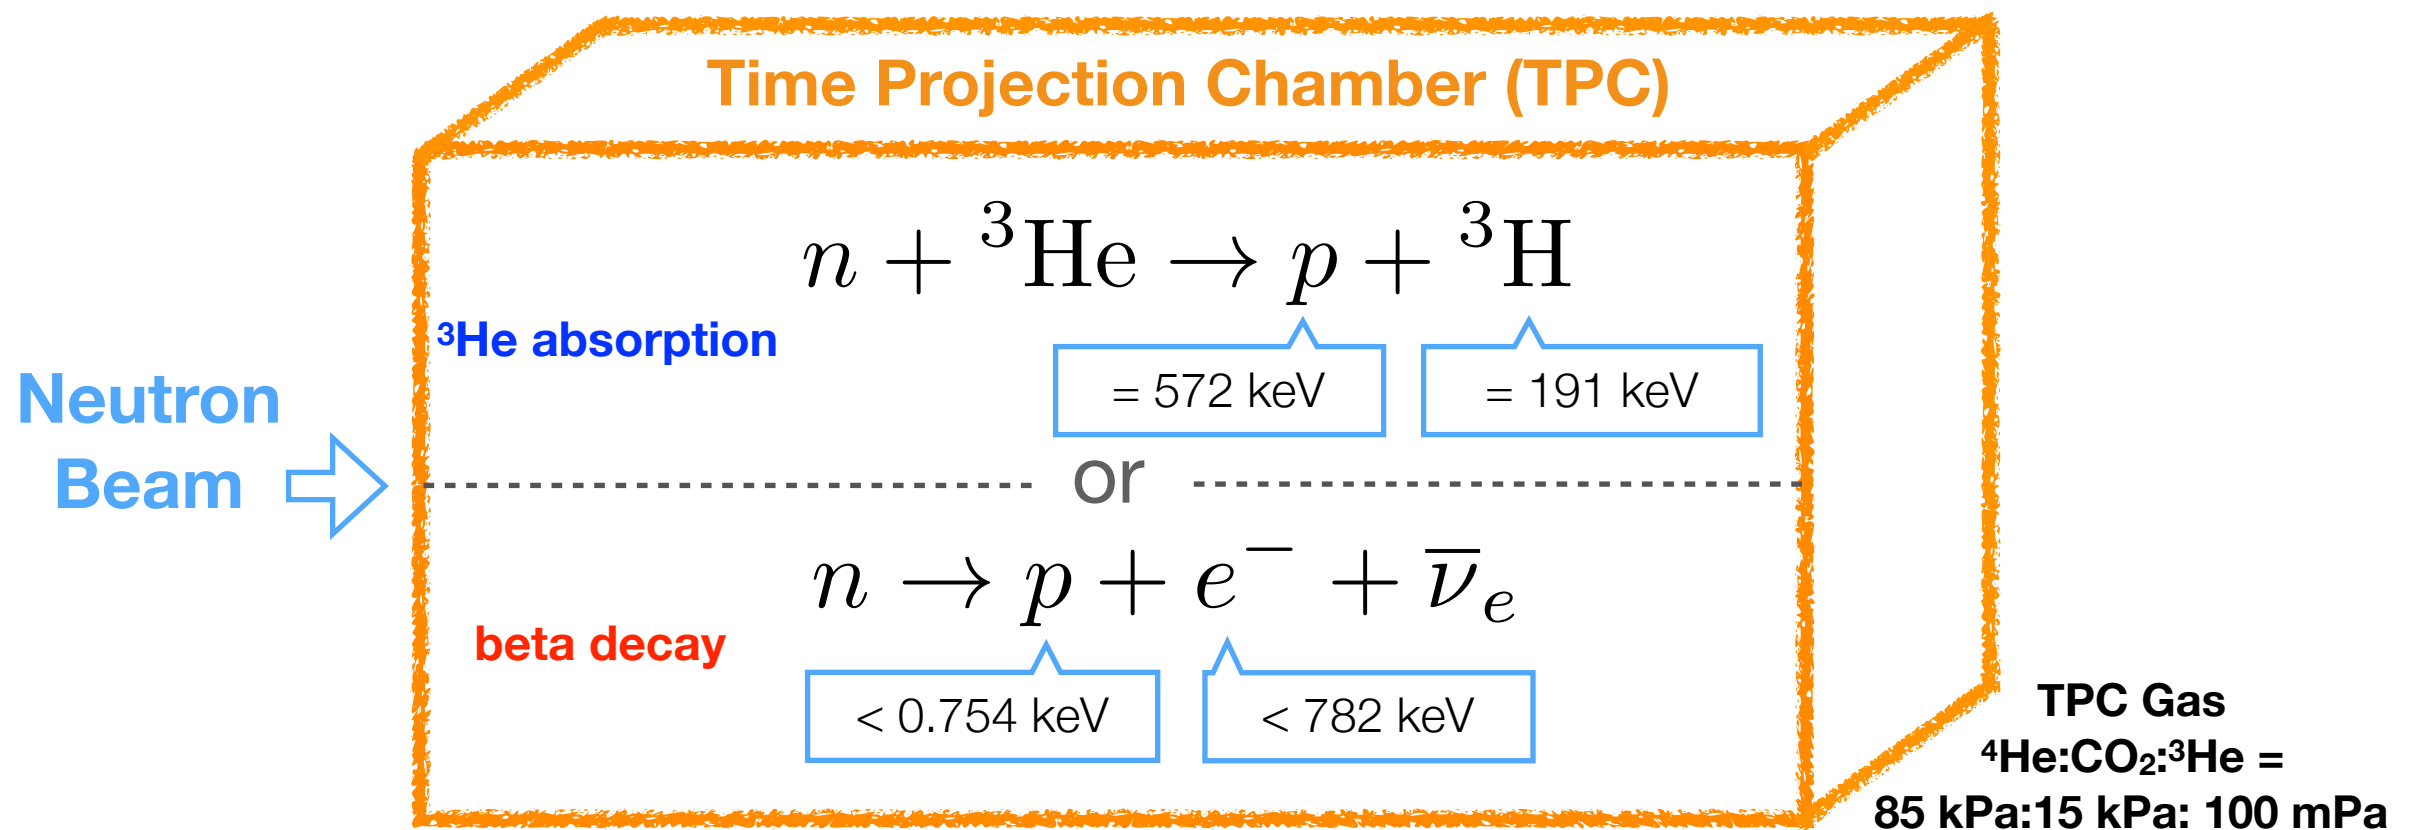 Time Projection Chamber (TPC)
n + ³He → p + ³H
³He absorption
= 572 keV
= 191 keV
Neutron
Beam
or
n → p + e⁻ + ν̅ₑ
beta decay
< 0.754 keV
< 782 keV
TPC Gas
⁴He:CO₂:³He =
85 kPa:15 kPa: 100 mPa